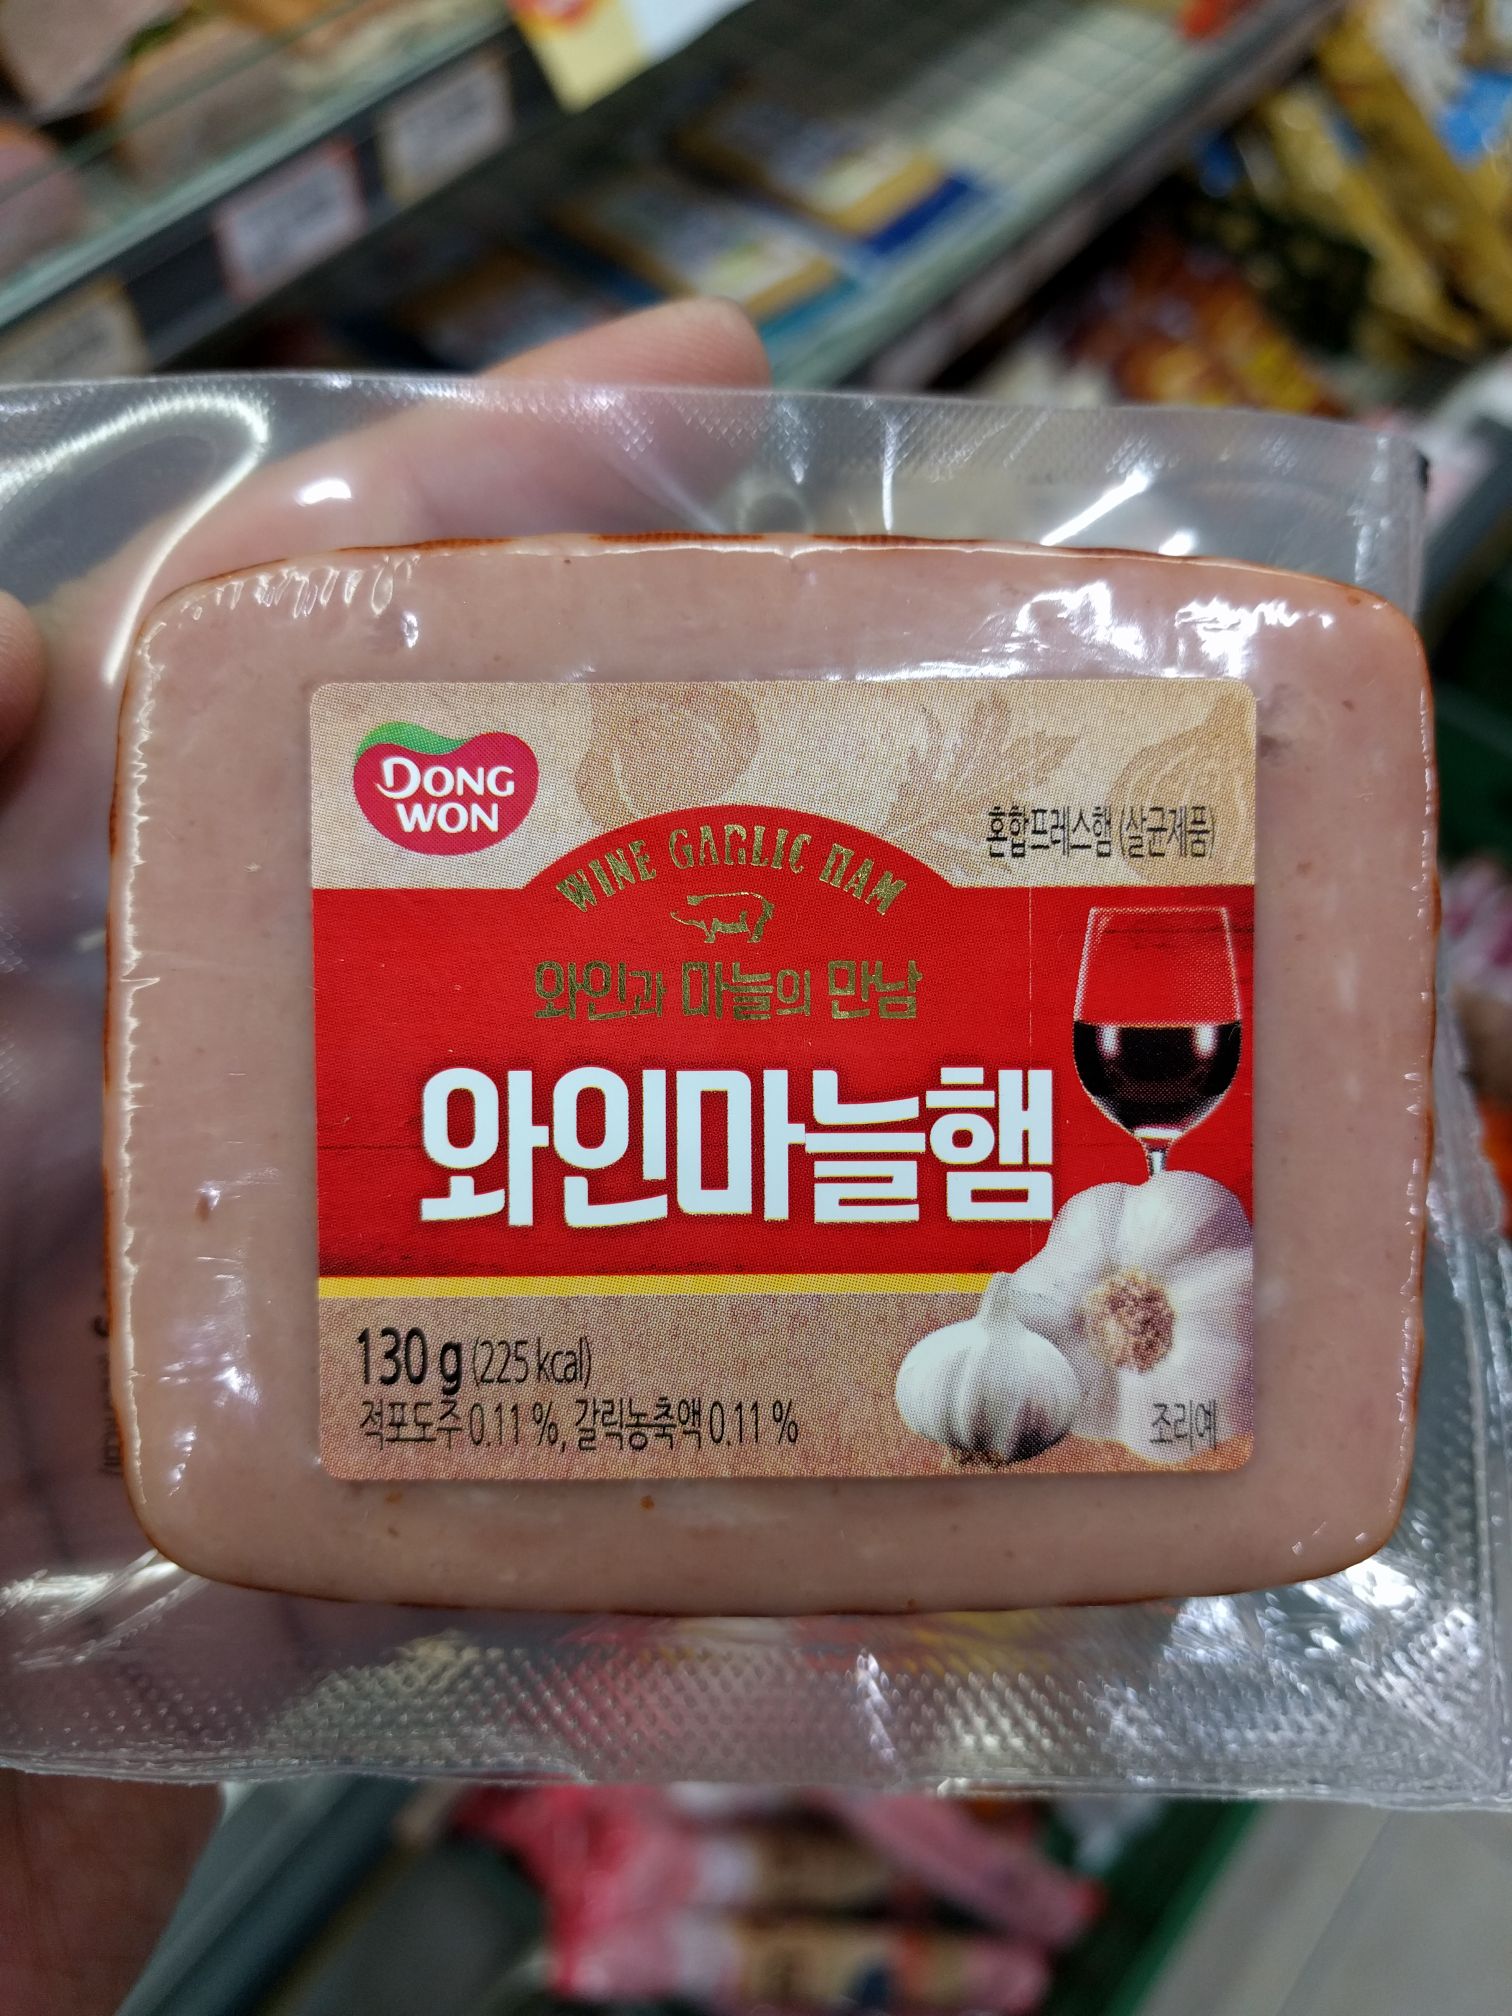 DONG
WON
혼합프레스햄 (살균제품)
WINE GARLIC HAM
와인과 마늘의 만남
와인마늘햄
130 g (225 kcal)
적포도주 0.11 %, 갈릭농축액 0.11 %
조리예